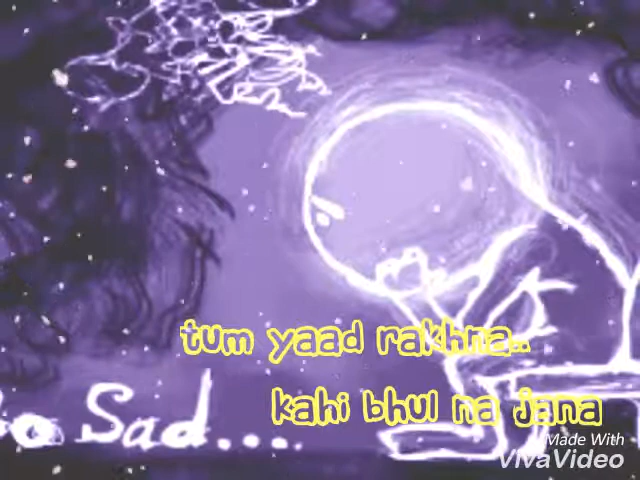 tum yaad rakhna..
kahi bhul na jana
Sad...
Made With
VivaVideo